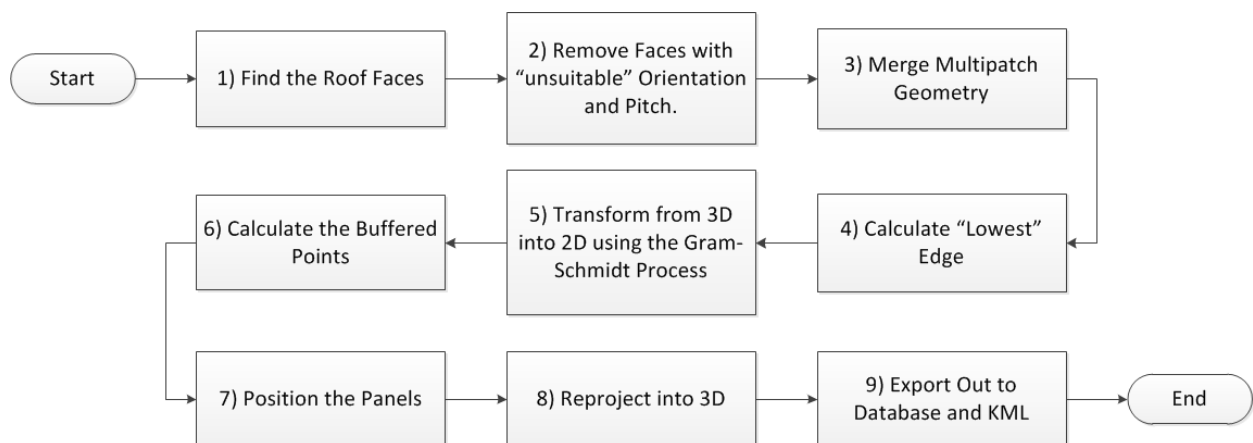 Start
1) Find the Roof Faces
2) Remove Faces with
“unsuitable” Orientation
and Pitch.
3) Merge Multipatch
Geometry
4) Calculate “Lowest”
Edge
5) Transform from 3D
into 2D using the Gram-
Schmidt Process
6) Calculate the Buffered
Points
7) Position the Panels
8) Reproject into 3D
9) Export Out to
Database and KML
End